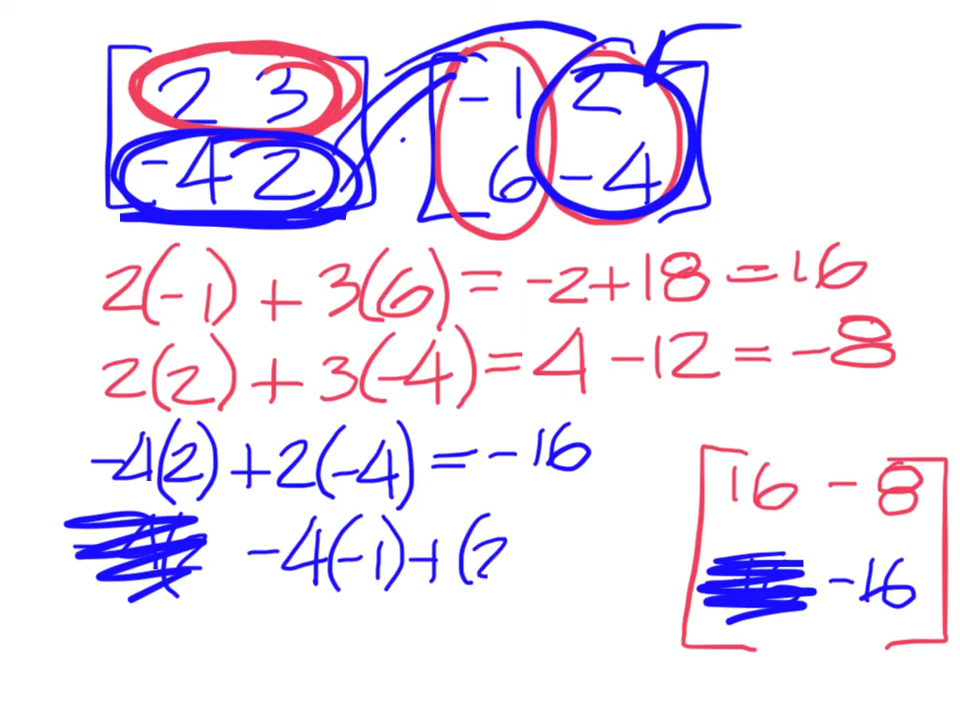 2 3 -1 2
-4 2 6 -4
2(-1) + 3(6) = -2+18 = 16
2(2) + 3(-4) = 4 -12 = -8
-4(2) + 2(-4) = -16
-4(-1) + (2
16 -8
-16